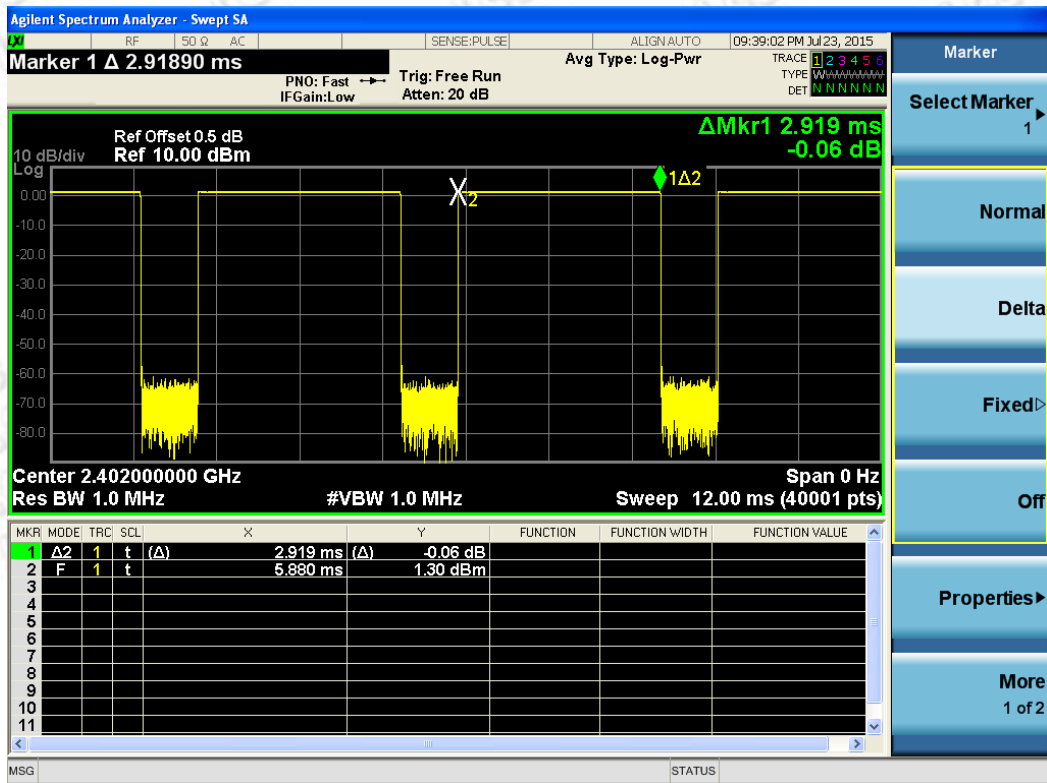 Agilent Spectrum Analyzer - Swept SA
LXI RF 50 Ω AC SENSE:PULSE ALIGN AUTO 09:39:02 PM Jul 23, 2015
Marker 1 Δ 2.91890 ms
PNO: Fast
IFGain:Low
Trig: Free Run
Atten: 20 dB
Avg Type: Log-Pwr
TRACE 1 2 3 4 5 6
TYPE WWWWWW
DET N N N N N N
Ref Offset 0.5 dB
10 dB/div Ref 10.00 dBm
Log
ΔMkr1 2.919 ms
-0.06 dB
0.00
-10.0
-20.0
-30.0
-40.0
-50.0
-60.0
-70.0
-80.0
2
1Δ2
Center 2.402000000 GHz Span 0 Hz
Res BW 1.0 MHz #VBW 1.0 MHz Sweep 12.00 ms (40001 pts)
MKR MODE TRC SCL X Y FUNCTION FUNCTION WIDTH FUNCTION VALUE
1 Δ2 1 t (Δ) 2.919 ms (Δ) -0.06 dB
2 F 1 t 5.880 ms 1.30 dBm
3
4
5
6
7
8
9
10
11
MSG STATUS
Marker
Select Marker
1
Normal
Delta
Fixed
Off
Properties
More
1 of 2